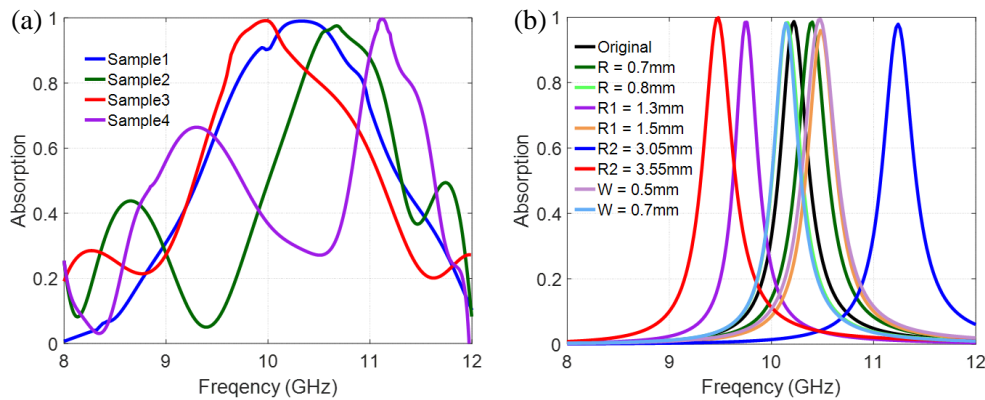 (a)
Absorption
1
0.8
0.6
0.4
0.2
0
Sample1
Sample2
Sample3
Sample4
8
9
10
11
12
Freqency (GHz)
(b)
Absorption
1
0.8
0.6
0.4
0.2
0
Original
R = 0.7mm
R = 0.8mm
R1 = 1.3mm
R1 = 1.5mm
R2 = 3.05mm
R2 = 3.55mm
W = 0.5mm
W = 0.7mm
8
9
10
11
12
Freqency (GHz)